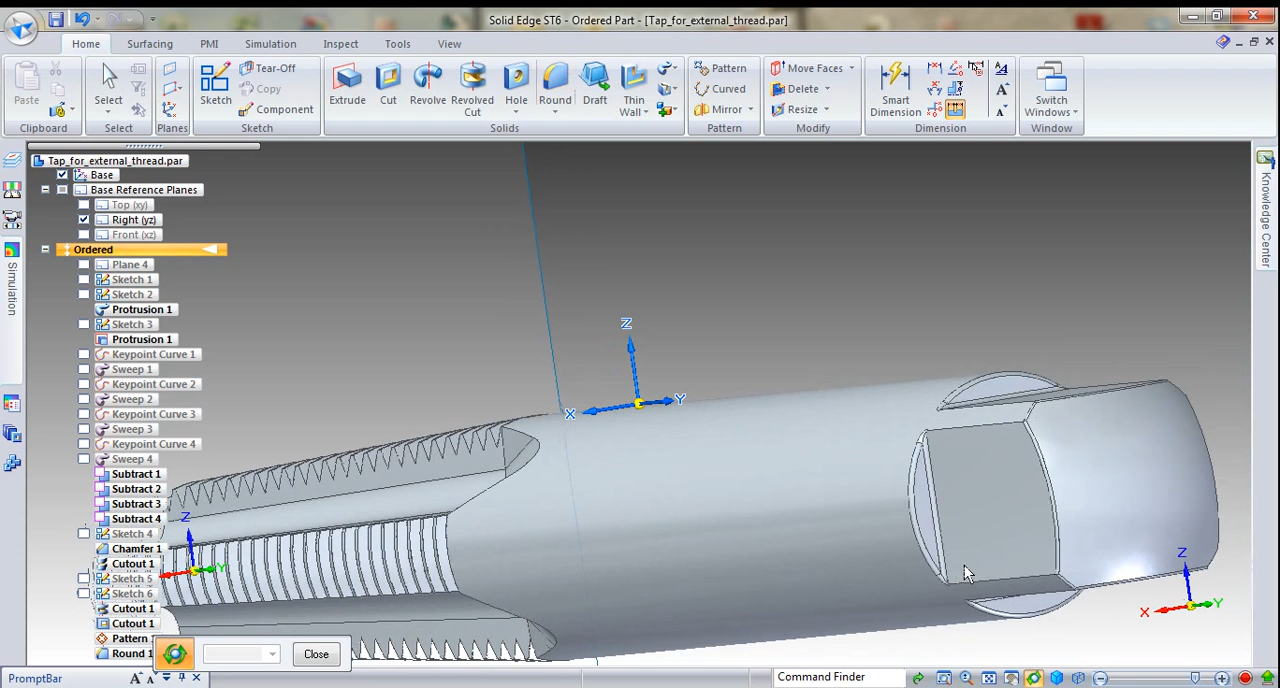 Solid Edge ST6 - Ordered Part - [Tap_for_external_thread.par]
Home Surfacing PMI Simulation Inspect Tools View
Paste
Clipboard
Select
Select
Planes
Sketch
Tear-Off
Copy
Component
Sketch
Extrude Cut Revolve Revolved Cut Hole Round Draft Thin Wall
Solids
Pattern
Curved
Mirror
Pattern
Move Faces
Delete
Resize
Modify
Smart Dimension
Dimension
Switch Windows
Window
Tap_for_external_thread.par
Base
Base Reference Planes
Top (xy)
Right (yz)
Front (xz)
Ordered
Plane 4
Sketch 1
Sketch 2
Protrusion 1
Sketch 3
Protrusion 1
Keypoint Curve 1
Sweep 1
Keypoint Curve 2
Sweep 2
Keypoint Curve 3
Sweep 3
Keypoint Curve 4
Sweep 4
Subtract 1
Subtract 2
Subtract 3
Subtract 4
Sketch 4
Chamfer 1
Cutout 1
Sketch 5
Sketch 6
Cutout 1
Cutout 1
Pattern
Round 1
Simulation
Knowledge Center
Z
X
Y
Z
Y
Z
X
Y
Close
PromptBar
Command Finder